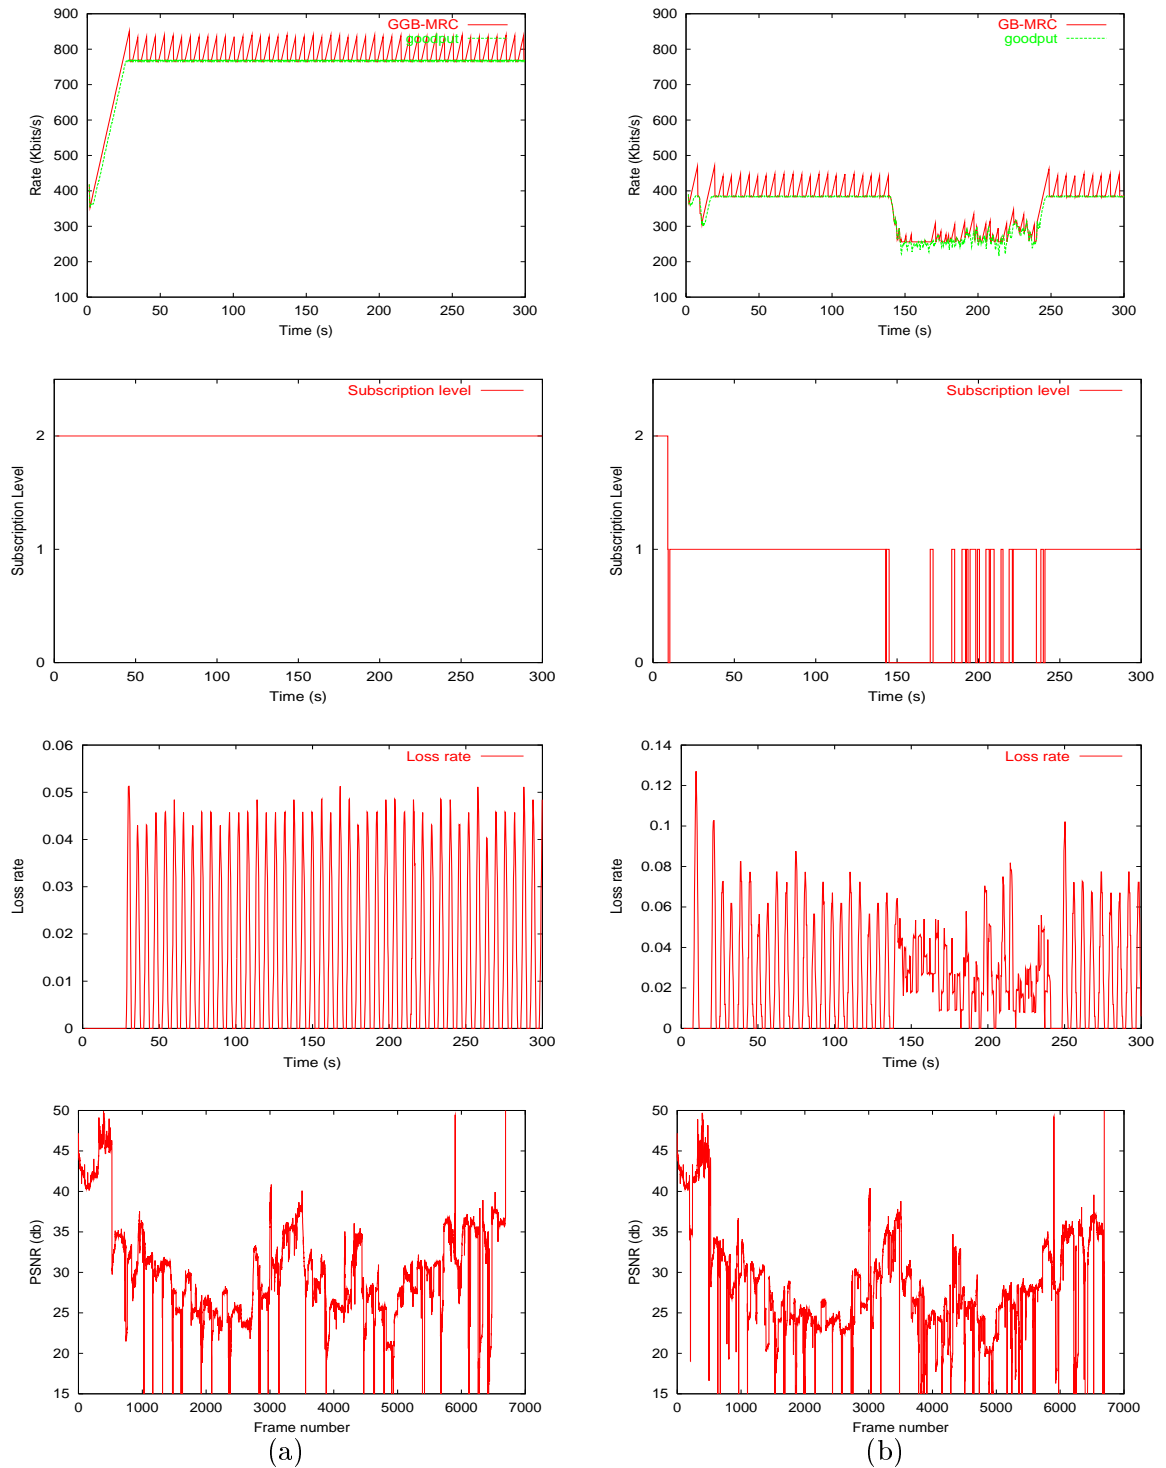 900
800
700
600
500
400
300
200
100
0 50 100 150 200 250 300
Rate (Kbits/s)
Time (s)
GGB-MRC
goodput
900
800
700
600
500
400
300
200
100
0 50 100 150 200 250 300
Rate (Kbits/s)
Time (s)
GB-MRC
goodput
2
1
0
0 50 100 150 200 250 300
Subscription Level
Time (s)
Subscription level
2
1
0
0 50 100 150 200 250 300
Subscription Level
Time (s)
Subscription level
0.06
0.05
0.04
0.03
0.02
0.01
0
0 50 100 150 200 250 300
Loss rate
Time (s)
Loss rate
0.14
0.12
0.1
0.08
0.06
0.04
0.02
0
0 50 100 150 200 250 300
Loss rate
Time (s)
Loss rate
50
45
40
35
30
25
20
15
0 1000 2000 3000 4000 5000 6000 7000
PSNR (db)
Frame number
(a)
50
45
40
35
30
25
20
15
0 1000 2000 3000 4000 5000 6000 7000
PSNR (db)
Frame number
(b)